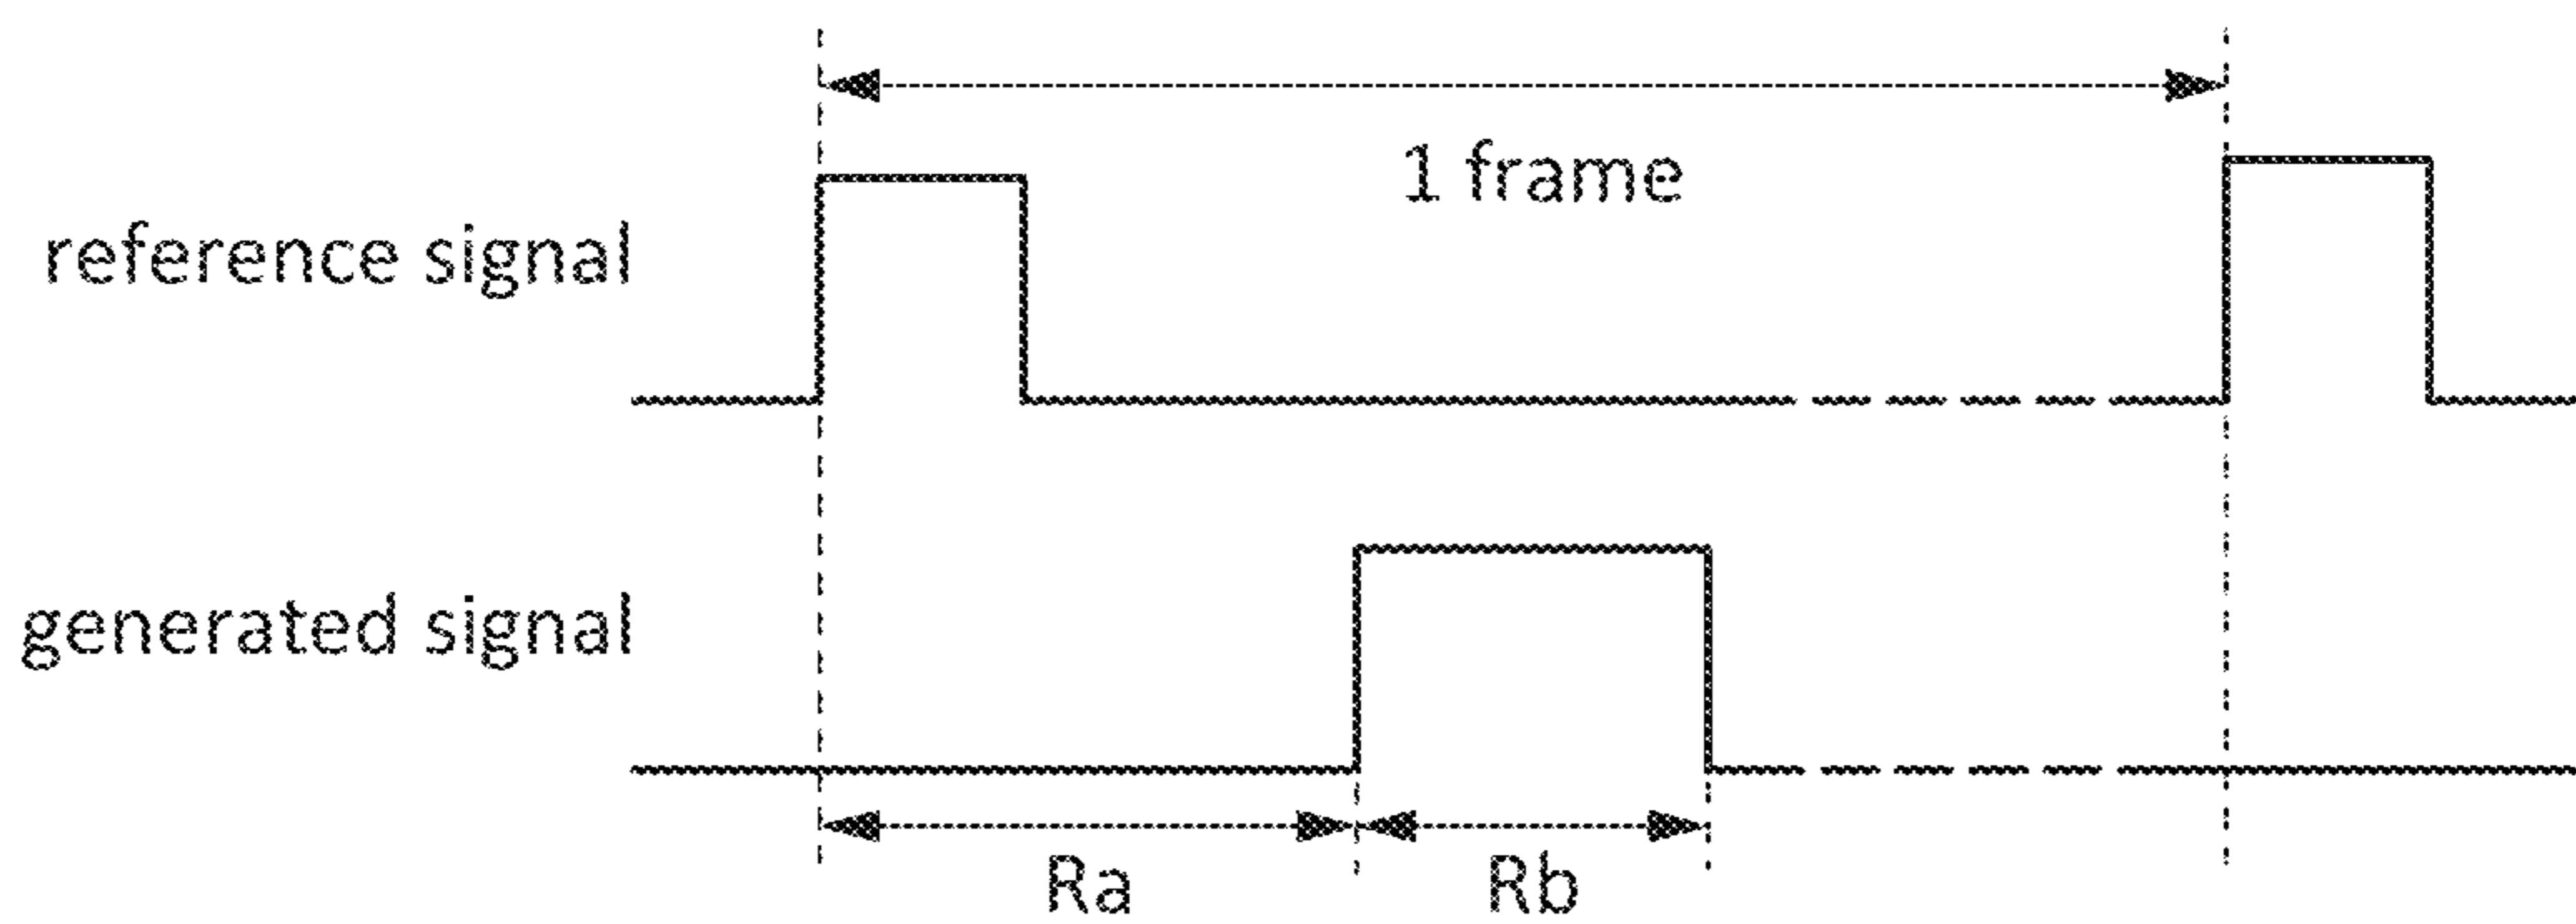 1 frame
reference signal
generated signal
Ra
Rb